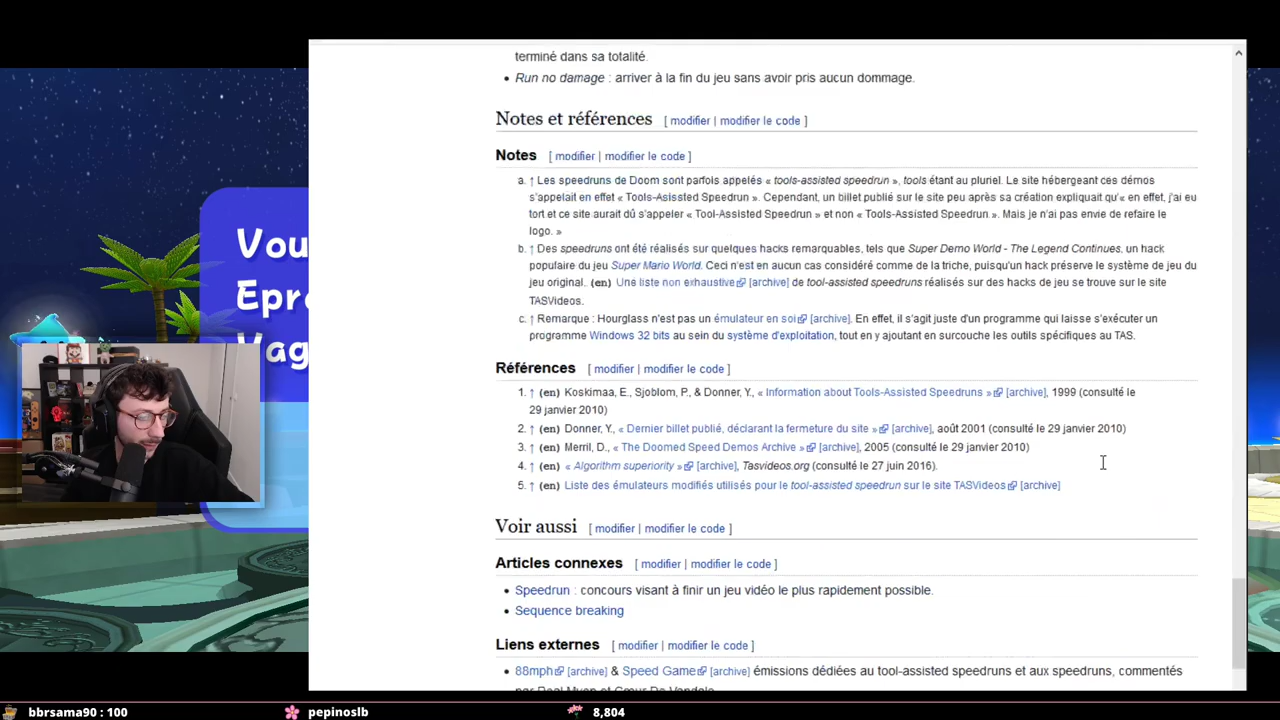 terminé dans sa totalité.
• Run no damage : arriver à la fin du jeu sans avoir pris aucun dommage.
Notes et références [ modifier | modifier le code ]
Notes [ modifier | modifier le code ]
a. ↑ Les speedruns de Doom sont parfois appelés « tools-assisted speedrun », tools étant au pluriel. Le site hébergeant ces démos
s'appelait en effet « Tools-Asissted Speedrun ». Cependant, un billet publié sur le site peu après sa création expliquait qu'« en effet, j'ai eu
tort et ce site aurait dû s'appeler « Tool-Assisted Speedrun » et non « Tools-Assisted Speedrun ». Mais je n'ai pas envie de refaire le
logo. »
b. ↑ Des speedruns ont été réalisés sur quelques hacks remarquables, tels que Super Demo World - The Legend Continues, un hack
populaire du jeu Super Mario World. Ceci n'est en aucun cas considéré comme de la triche, puisqu'un hack préserve le système de jeu du
jeu original. (en) Une liste non exhaustive [archive] de tool-assisted speedruns réalisés sur des hacks de jeu se trouve sur le site
TASVideos.
c. ↑ Remarque : Hourglass n'est pas un émulateur en soi [archive]. En effet, il s'agit juste d'un programme qui laisse s'exécuter un
programme Windows 32 bits au sein du système d'exploitation, tout en y ajoutant en surcouche les outils spécifiques au TAS.
Références [ modifier | modifier le code ]
1. ↑ (en) Koskimaa, E., Sjoblom, P., & Donner, Y., « Information about Tools-Assisted Speedruns » [archive], 1999 (consulté le
29 janvier 2010)
2. ↑ (en) Donner, Y., « Dernier billet publié, déclarant la fermeture du site » [archive], août 2001 (consulté le 29 janvier 2010)
3. ↑ (en) Merril, D., « The Doomed Speed Demos Archive » [archive], 2005 (consulté le 29 janvier 2010)
4. ↑ (en) « Algorithm superiority » [archive], Tasvideos.org (consulté le 27 juin 2016).
5. ↑ (en) Liste des émulateurs modifiés utilisés pour le tool-assisted speedrun sur le site TASVideos [archive]
Voir aussi [ modifier | modifier le code ]
Articles connexes [ modifier | modifier le code ]
• Speedrun : concours visant à finir un jeu vidéo le plus rapidement possible.
• Sequence breaking
Liens externes [ modifier | modifier le code ]
• 88mph [archive] & Speed Game [archive] émissions dédiées au tool-assisted speedruns et aux speedruns, commentés
par Real Myop et Cœur De Vandale
Vou
Epr
Vag
bbrsama90 : 100
pepinoslb
8,804